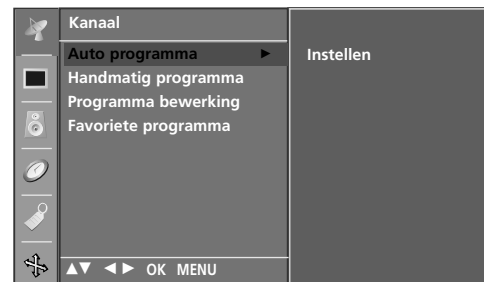 Kanaal
Auto programma ► Instellen
Handmatig programma
Programma bewerking
Favoriete programma
▲▼ ◄► OK MENU